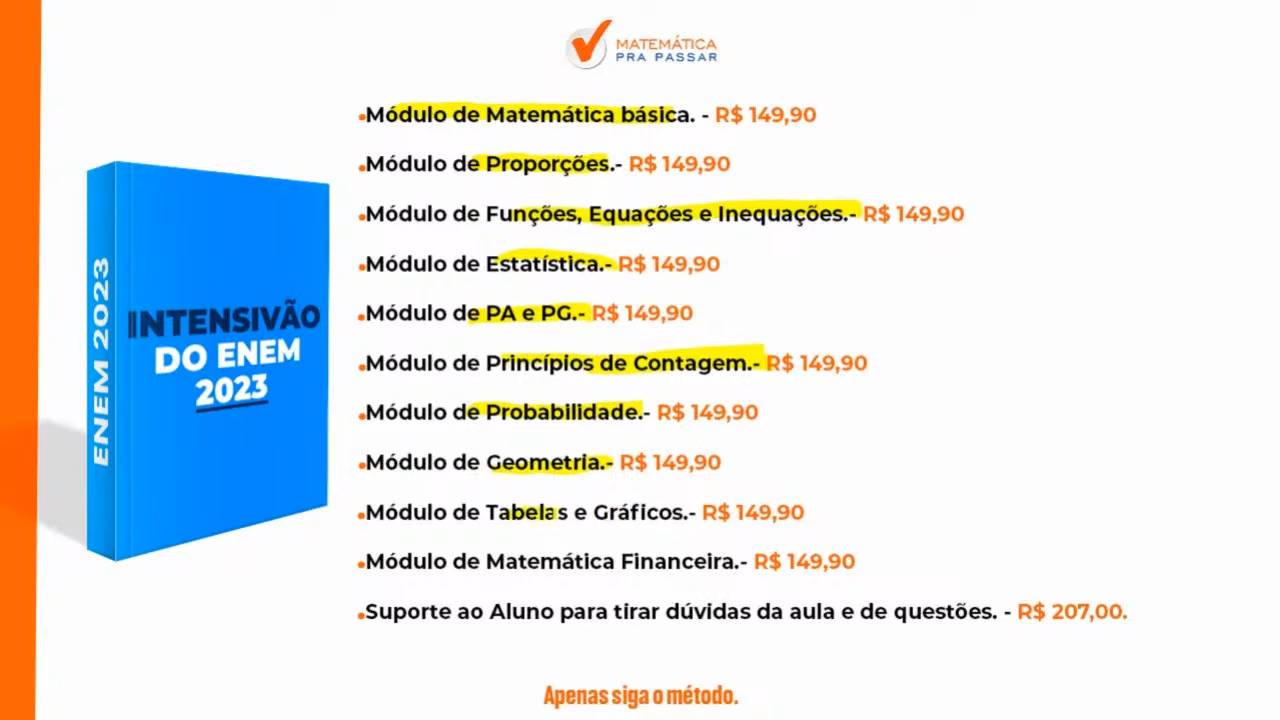 MATEMÁTICA
PRA PASSAR
•Módulo de Matemática básica. - R$ 149,90
•Módulo de Proporções.- R$ 149,90
•Módulo de Funções, Equações e Inequações.- R$ 149,90
•Módulo de Estatística.- R$ 149,90
•Módulo de PA e PG.- R$ 149,90
•Módulo de Princípios de Contagem.- R$ 149,90
•Módulo de Probabilidade.- R$ 149,90
•Módulo de Geometria.- R$ 149,90
•Módulo de Tabelas e Gráficos.- R$ 149,90
•Módulo de Matemática Financeira.- R$ 149,90
•Suporte ao Aluno para tirar dúvidas da aula e de questões. - R$ 207,00.
ENEM 2023
INTENSIVÃO
DO ENEM
2023
Apenas siga o método.